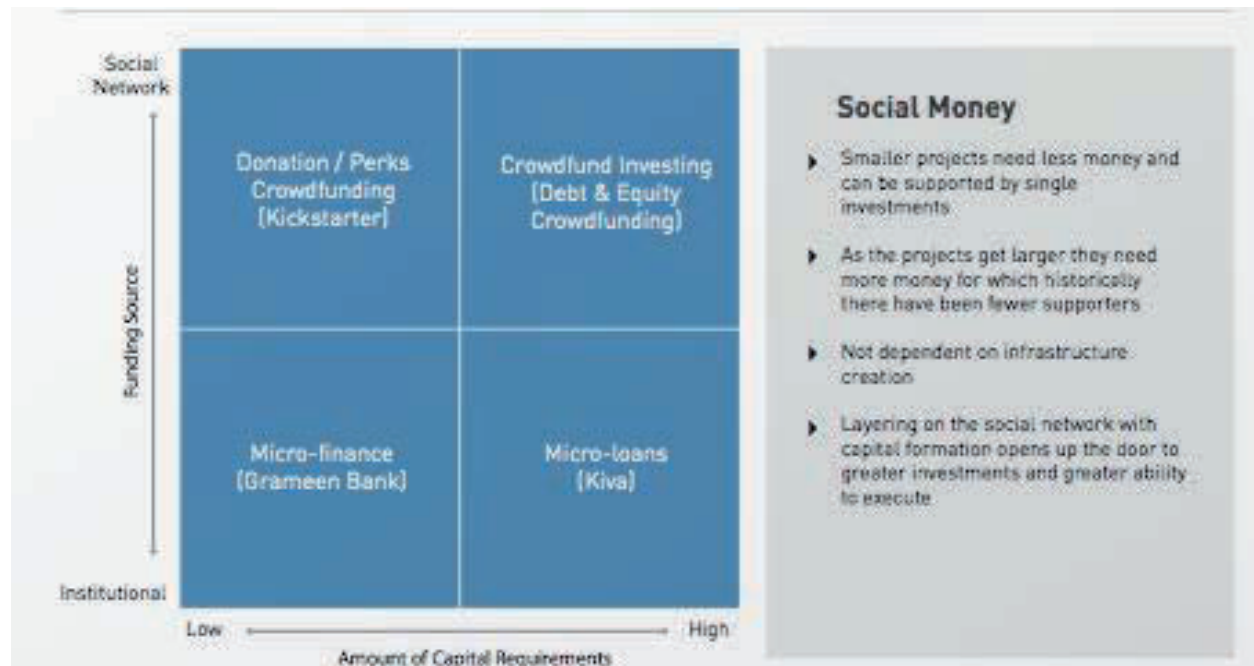 Social
Network
Funding Source
Institutional
Donation / Perks
Crowdfunding
(Kickstarter)
Crowdfund Investing
(Debt & Equity
Crowdfunding)
Micro-finance
(Grameen Bank)
Micro-loans
(Kiva)
Low
High
Amount of Capital Requirements
Social Money
Smaller projects need less money and
can be supported by single
investments
As the projects get larger they need
more money for which historically
there have been fewer supporters
Not dependent on infrastructure
creation
Layering on the social network with
capital formation opens up the door to
greater investments and greater ability
to execute